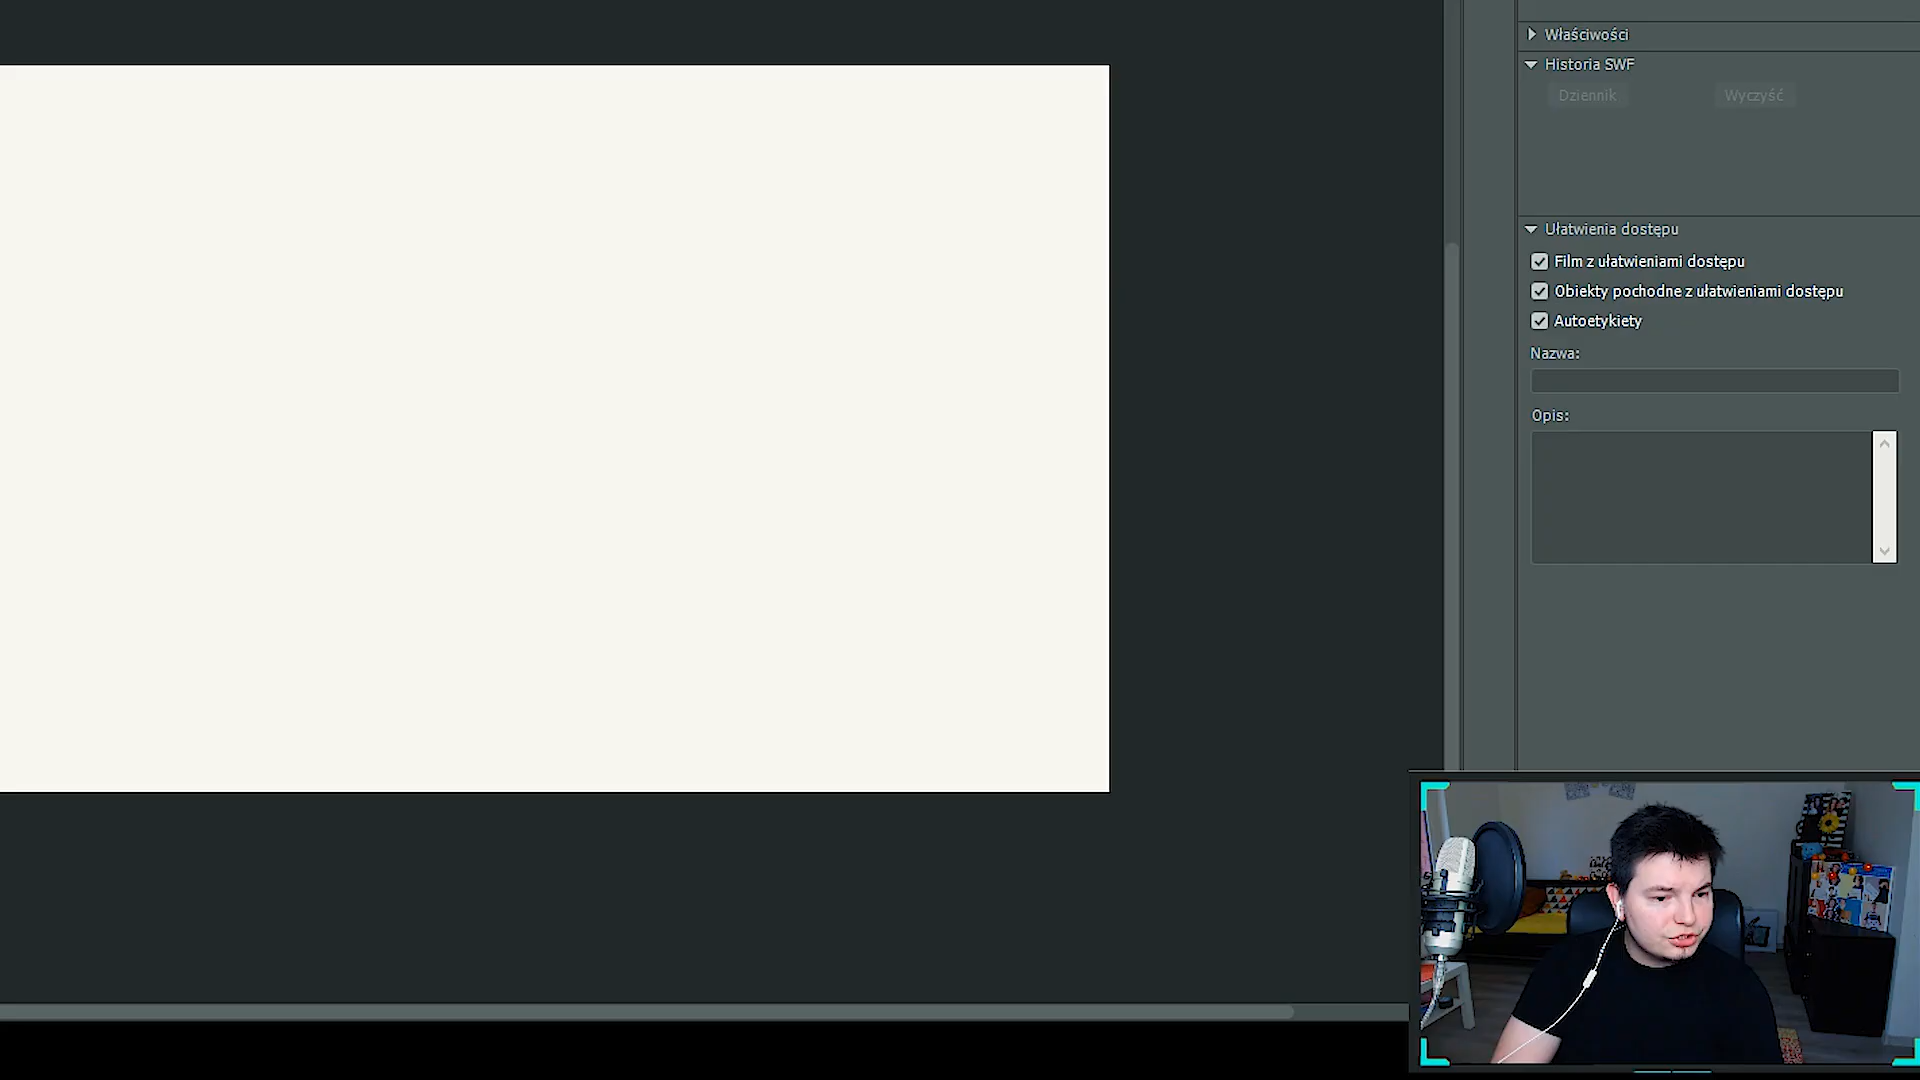 Właściwości
Historia SWF
Dziennik
Wyczyść
Ułatwienia dostępu
Film z ułatwieniami dostępu
Obiekty pochodne z ułatwieniami dostępu
Autoetykiety
Nazwa:
Opis: